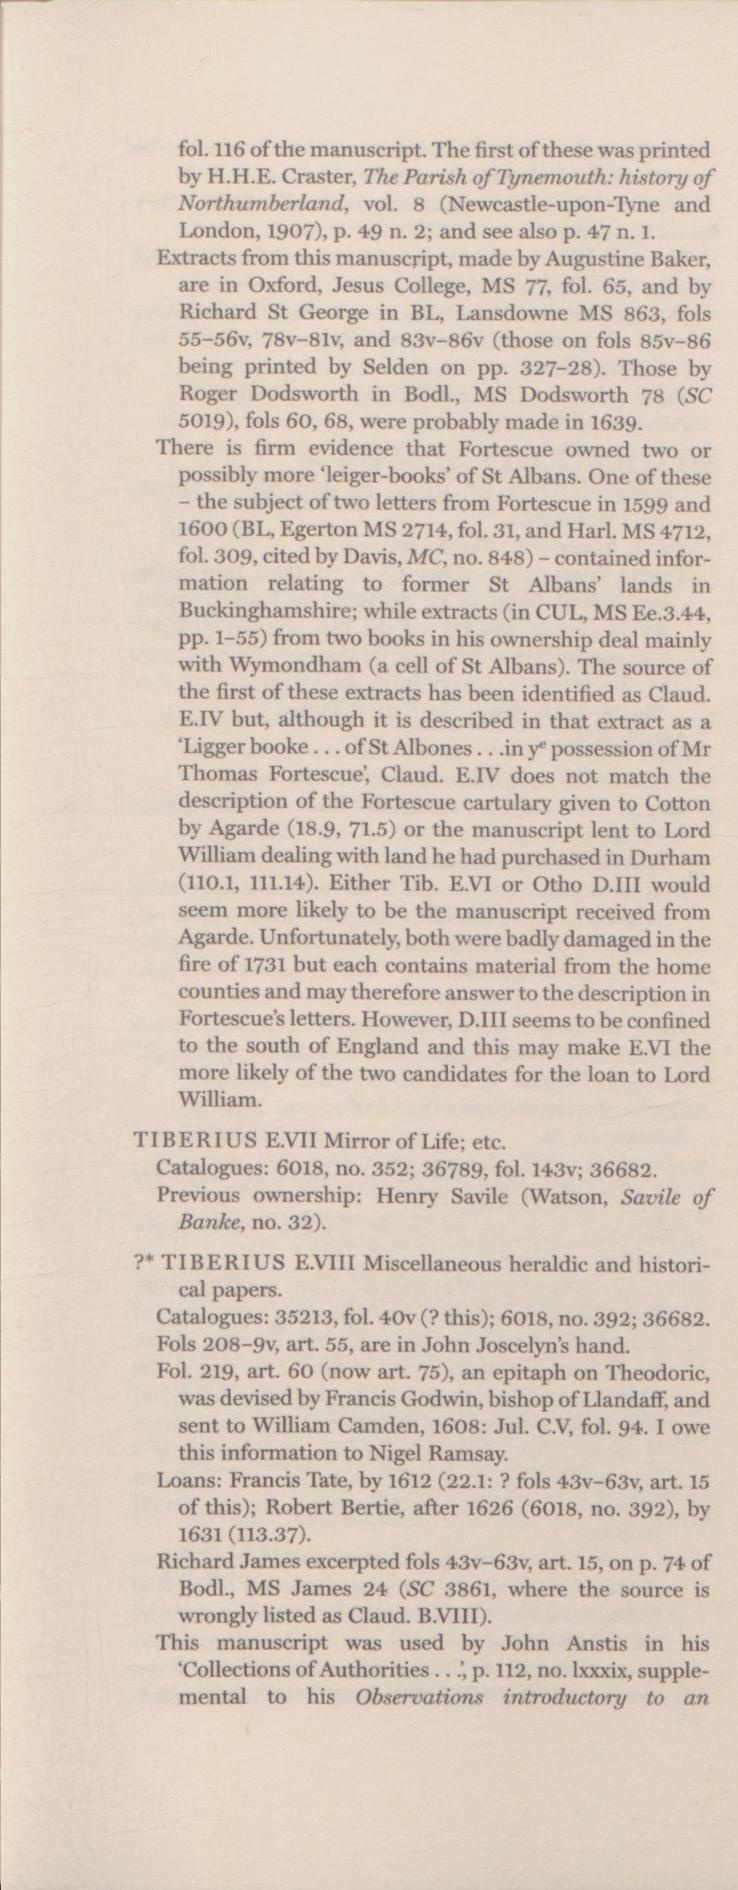 fol. 116 of the manuscript. The first of these was printed
by H.H.E. Craster, The Parish of Tynemouth: history of
Northumberland, vol. 8 (Newcastle-upon-Tyne and
London, 1907), p. 49 n. 2; and see also p. 47 n. 1.
Extracts from this manuscript, made by Augustine Baker,
are in Oxford, Jesus College, MS 77, fol. 65, and by
Richard St George in BL, Lansdowne MS 863, fols
55–56v, 78v–81v, and 83v–86v (those on fols 85v–86
being printed by Selden on pp. 327–28). Those by
Roger Dodsworth in Bodl., MS Dodsworth 78 (SC
5019), fols 60, 68, were probably made in 1639.
There is firm evidence that Fortescue owned two or
possibly more ‘leiger-books’ of St Albans. One of these
– the subject of two letters from Fortescue in 1599 and
1600 (BL, Egerton MS 2714, fol. 31, and Harl. MS 4712,
fol. 309, cited by Davis, MC, no. 848) – contained infor-
mation relating to former St Albans’ lands in
Buckinghamshire; while extracts (in CUL, MS Ee.3.44,
pp. 1–55) from two books in his ownership deal mainly
with Wymondham (a cell of St Albans). The source of
the first of these extracts has been identified as Claud.
E.IV but, although it is described in that extract as a
‘Ligger booke . . . of St Albones . . .in yᵉ possession of Mr
Thomas Fortescue’, Claud. E.IV does not match the
description of the Fortescue cartulary given to Cotton
by Agarde (18.9, 71.5) or the manuscript lent to Lord
William dealing with land he had purchased in Durham
(110.1, 111.14). Either Tib. E.VI or Otho D.III would
seem more likely to be the manuscript received from
Agarde. Unfortunately, both were badly damaged in the
fire of 1731 but each contains material from the home
counties and may therefore answer to the description in
Fortescue’s letters. However, D.III seems to be confined
to the south of England and this may make E.VI the
more likely of the two candidates for the loan to Lord
William.
TIBERIUS E.VII Mirror of Life; etc.
Catalogues: 6018, no. 352; 36789, fol. 143v; 36682.
Previous ownership: Henry Savile (Watson, Savile of
Banke, no. 32).
?* TIBERIUS E.VIII Miscellaneous heraldic and histori-
cal papers.
Catalogues: 35213, fol. 40v (? this); 6018, no. 392; 36682.
Fols 208–9v, art. 55, are in John Joscelyn’s hand.
Fol. 219, art. 60 (now art. 75), an epitaph on Theodoric,
was devised by Francis Godwin, bishop of Llandaff, and
sent to William Camden, 1608: Jul. C.V, fol. 94. I owe
this information to Nigel Ramsay.
Loans: Francis Tate, by 1612 (22.1: ? fols 43v–63v, art. 15
of this); Robert Bertie, after 1626 (6018, no. 392), by
1631 (113.37).
Richard James excerpted fols 43v–63v, art. 15, on p. 74 of
Bodl., MS James 24 (SC 3861, where the source is
wrongly listed as Claud. B.VIII).
This manuscript was used by John Anstis in his
‘Collections of Authorities . . .’, p. 112, no. lxxxix, supple-
mental to his Observations introductory to an